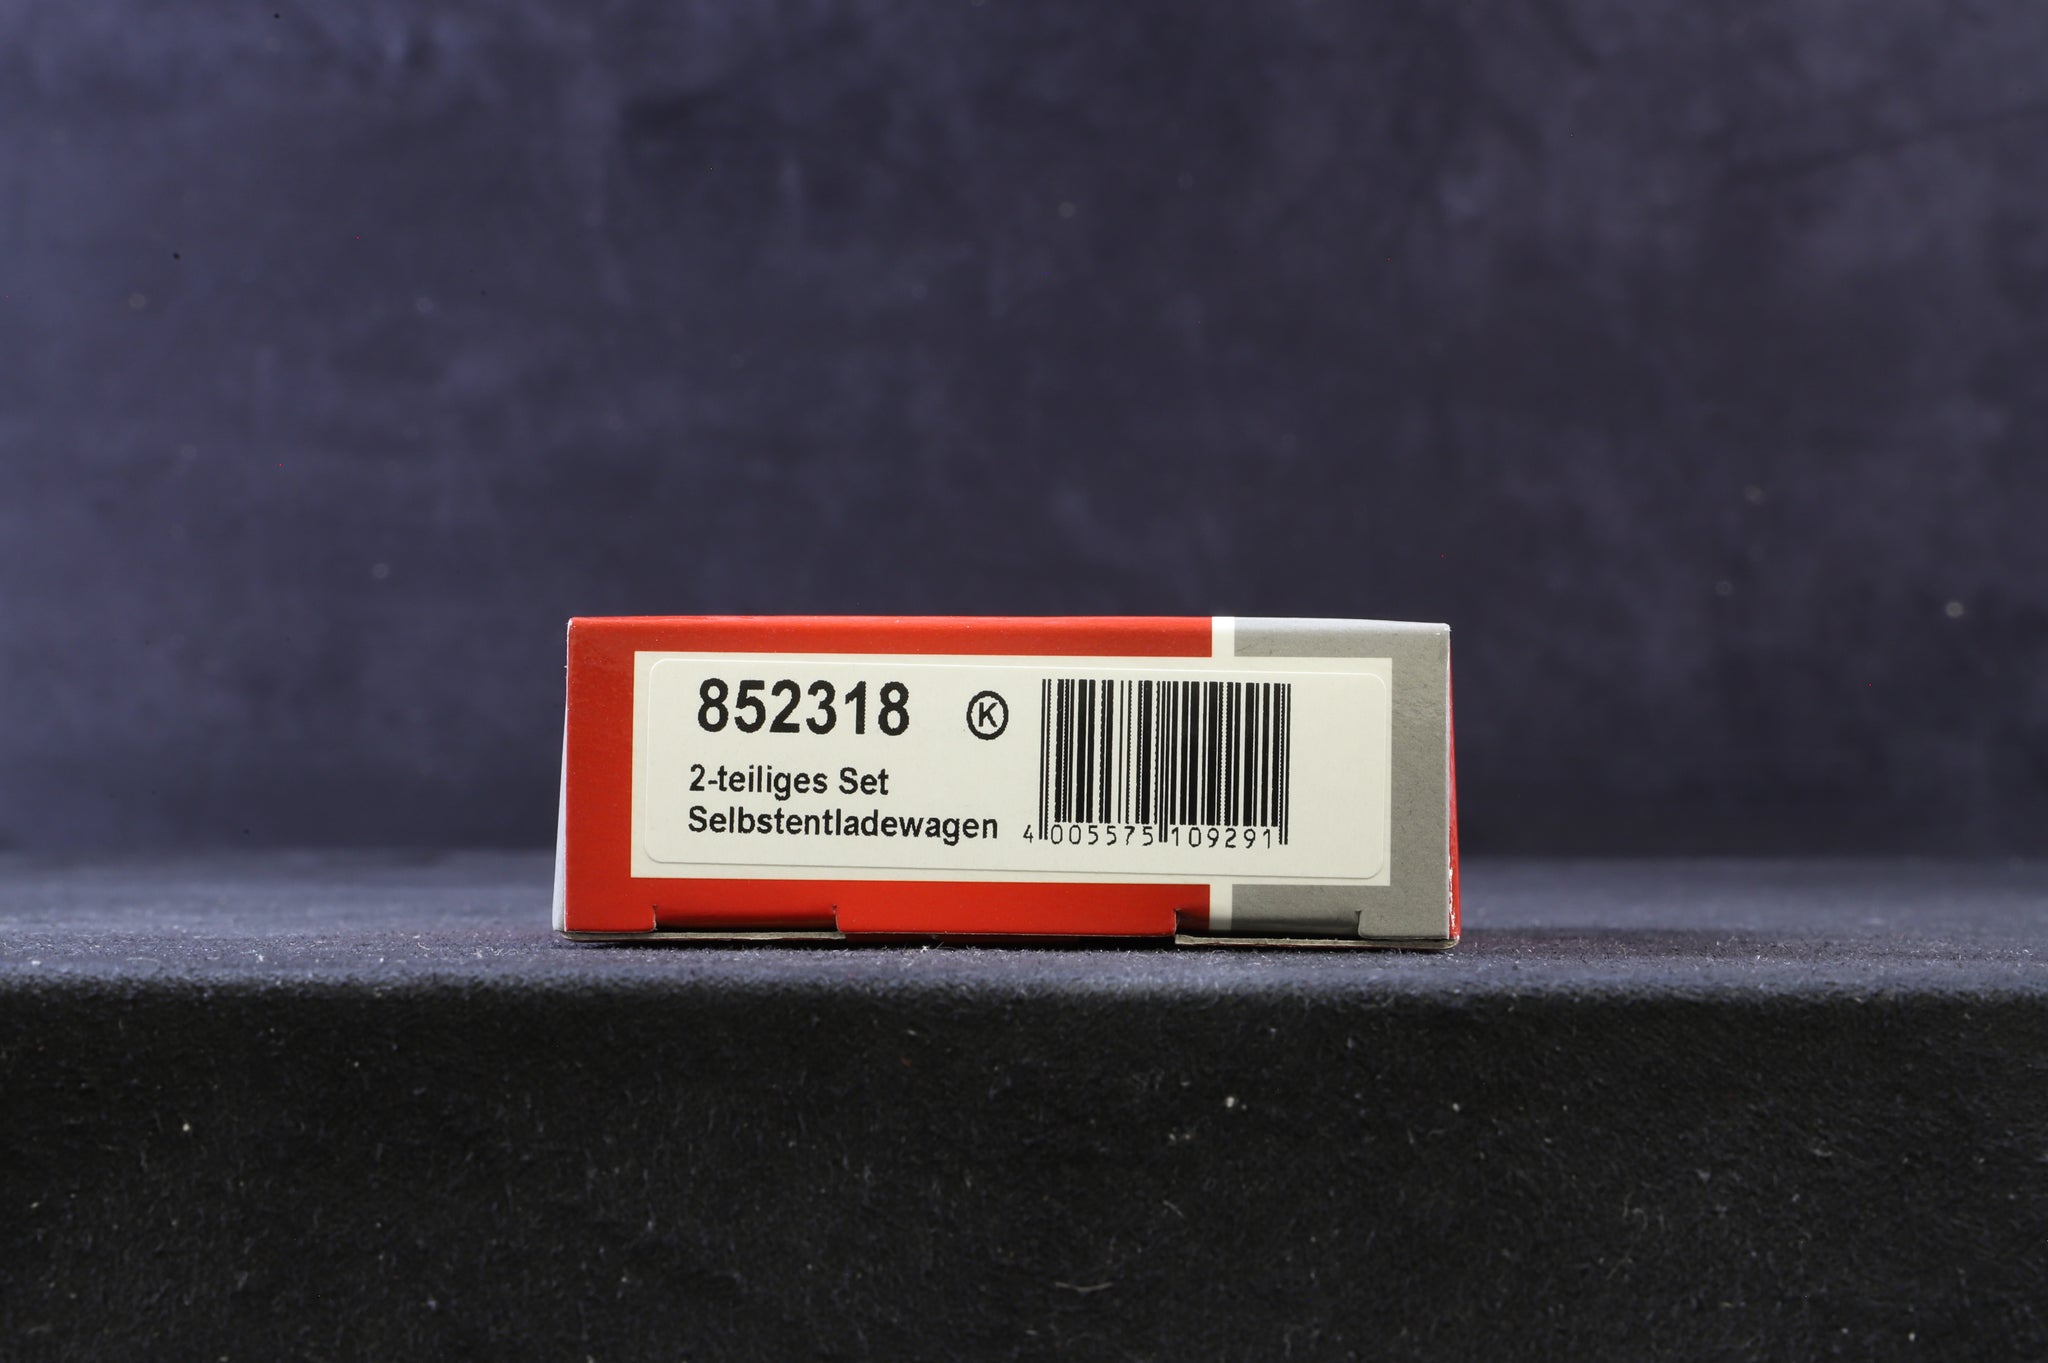 852318 K
2-teiliges Set
Selbstentladewagen
4 005575 109291